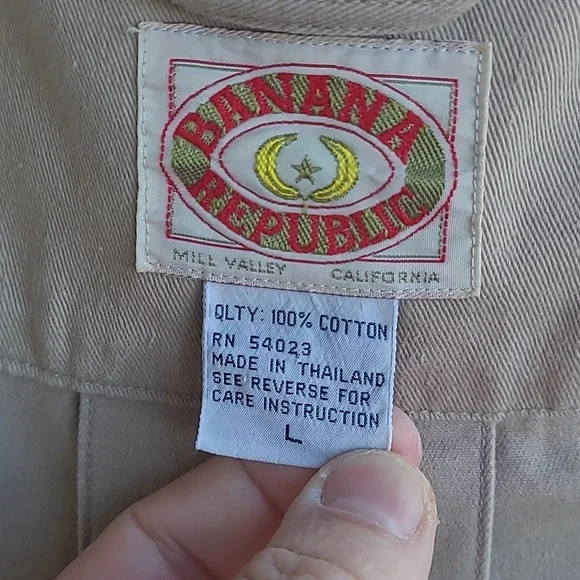 BANANA
REPUBLIC
MILL VALLEY CALIFORNIA
QLTY: 100% COTTON
RN 54023
MADE IN THAILAND
SEE REVERSE FOR
CARE INSTRUCTION
L